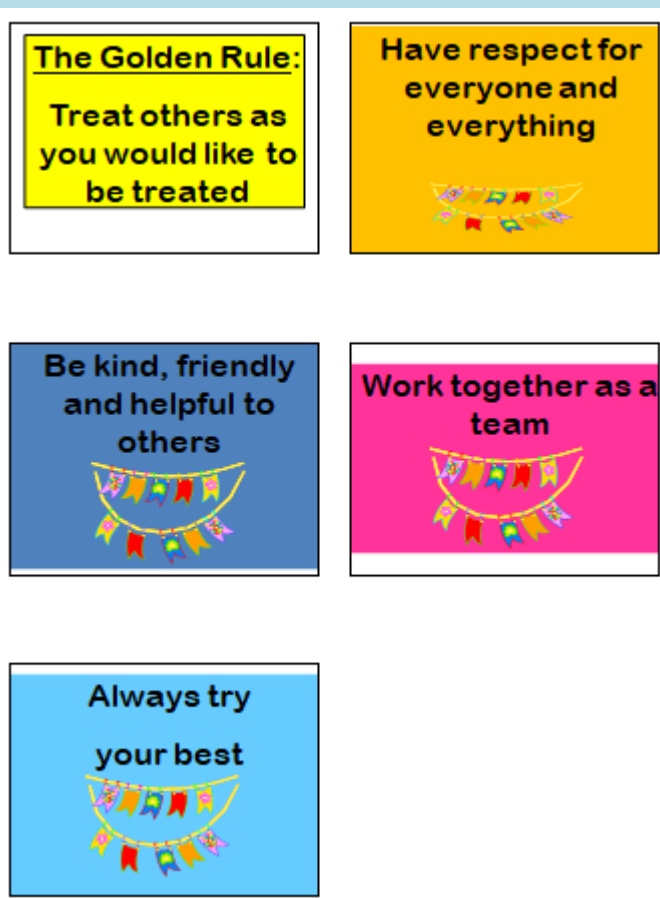 The Golden Rule:
Treat others as
you would like to
be treated
Have respect for
everyone and
everything
Be kind, friendly
and helpful to
others
Work together as a
team
Always try
your best